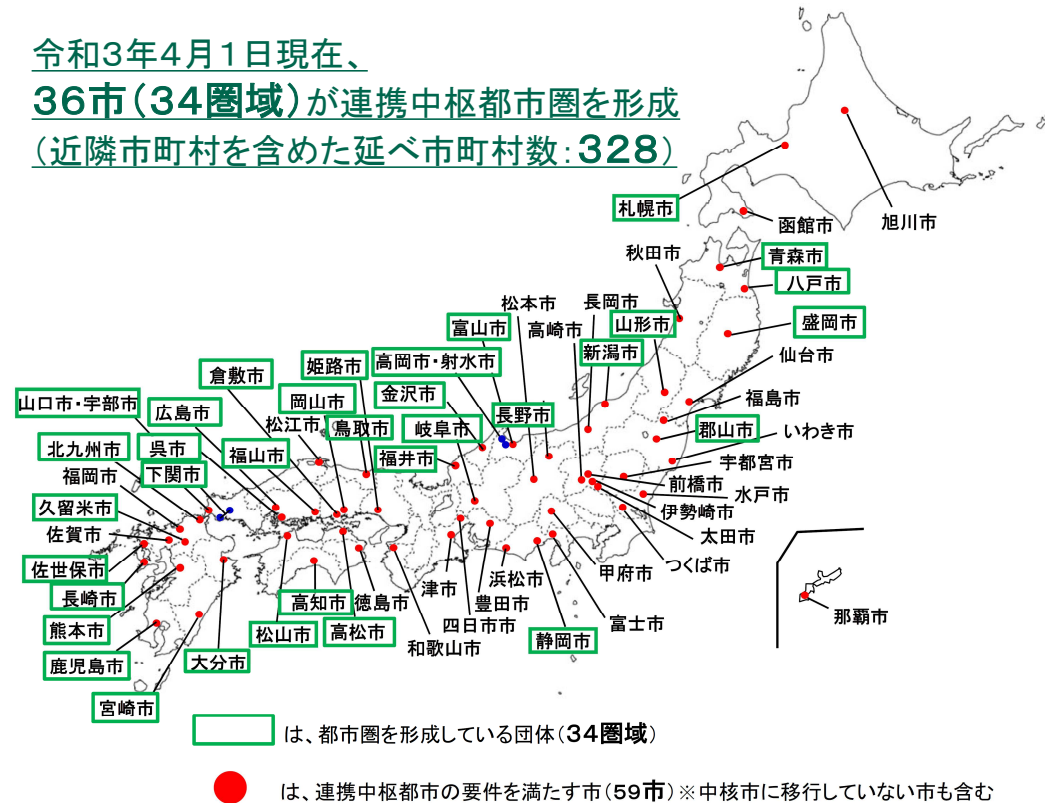 令和3年4月1日現在、
36市(34圏域)が連携中枢都市圏を形成
(近隣市町村を含めた延べ市町村数:328)
札幌市
函館市
旭川市
秋田市
青森市
八戸市
松本市
長岡市
富山市
高崎市
山形市
盛岡市
姫路市
高岡市・射水市
新潟市
仙台市
倉敷市
岡山市
金沢市
長野市
福島市
山口市・宇部市
広島市
松江市
鳥取市
岐阜市
郡山市
いわき市
北九州市
呉市
福山市
福井市
宇都宮市
福岡市
下関市
前橋市
水戸市
久留米市
伊勢崎市
佐賀市
太田市
佐世保市
つくば市
甲府市
津市
浜松市
長崎市
高知市
徳島市
豊田市
那覇市
熊本市
松山市
高松市
四日市市
富士市
和歌山市
静岡市
鹿児島市
大分市
宮崎市
は、都市圏を形成している団体(34圏域)
は、連携中枢都市の要件を満たす市(59市)※中核市に移行していない市も含む